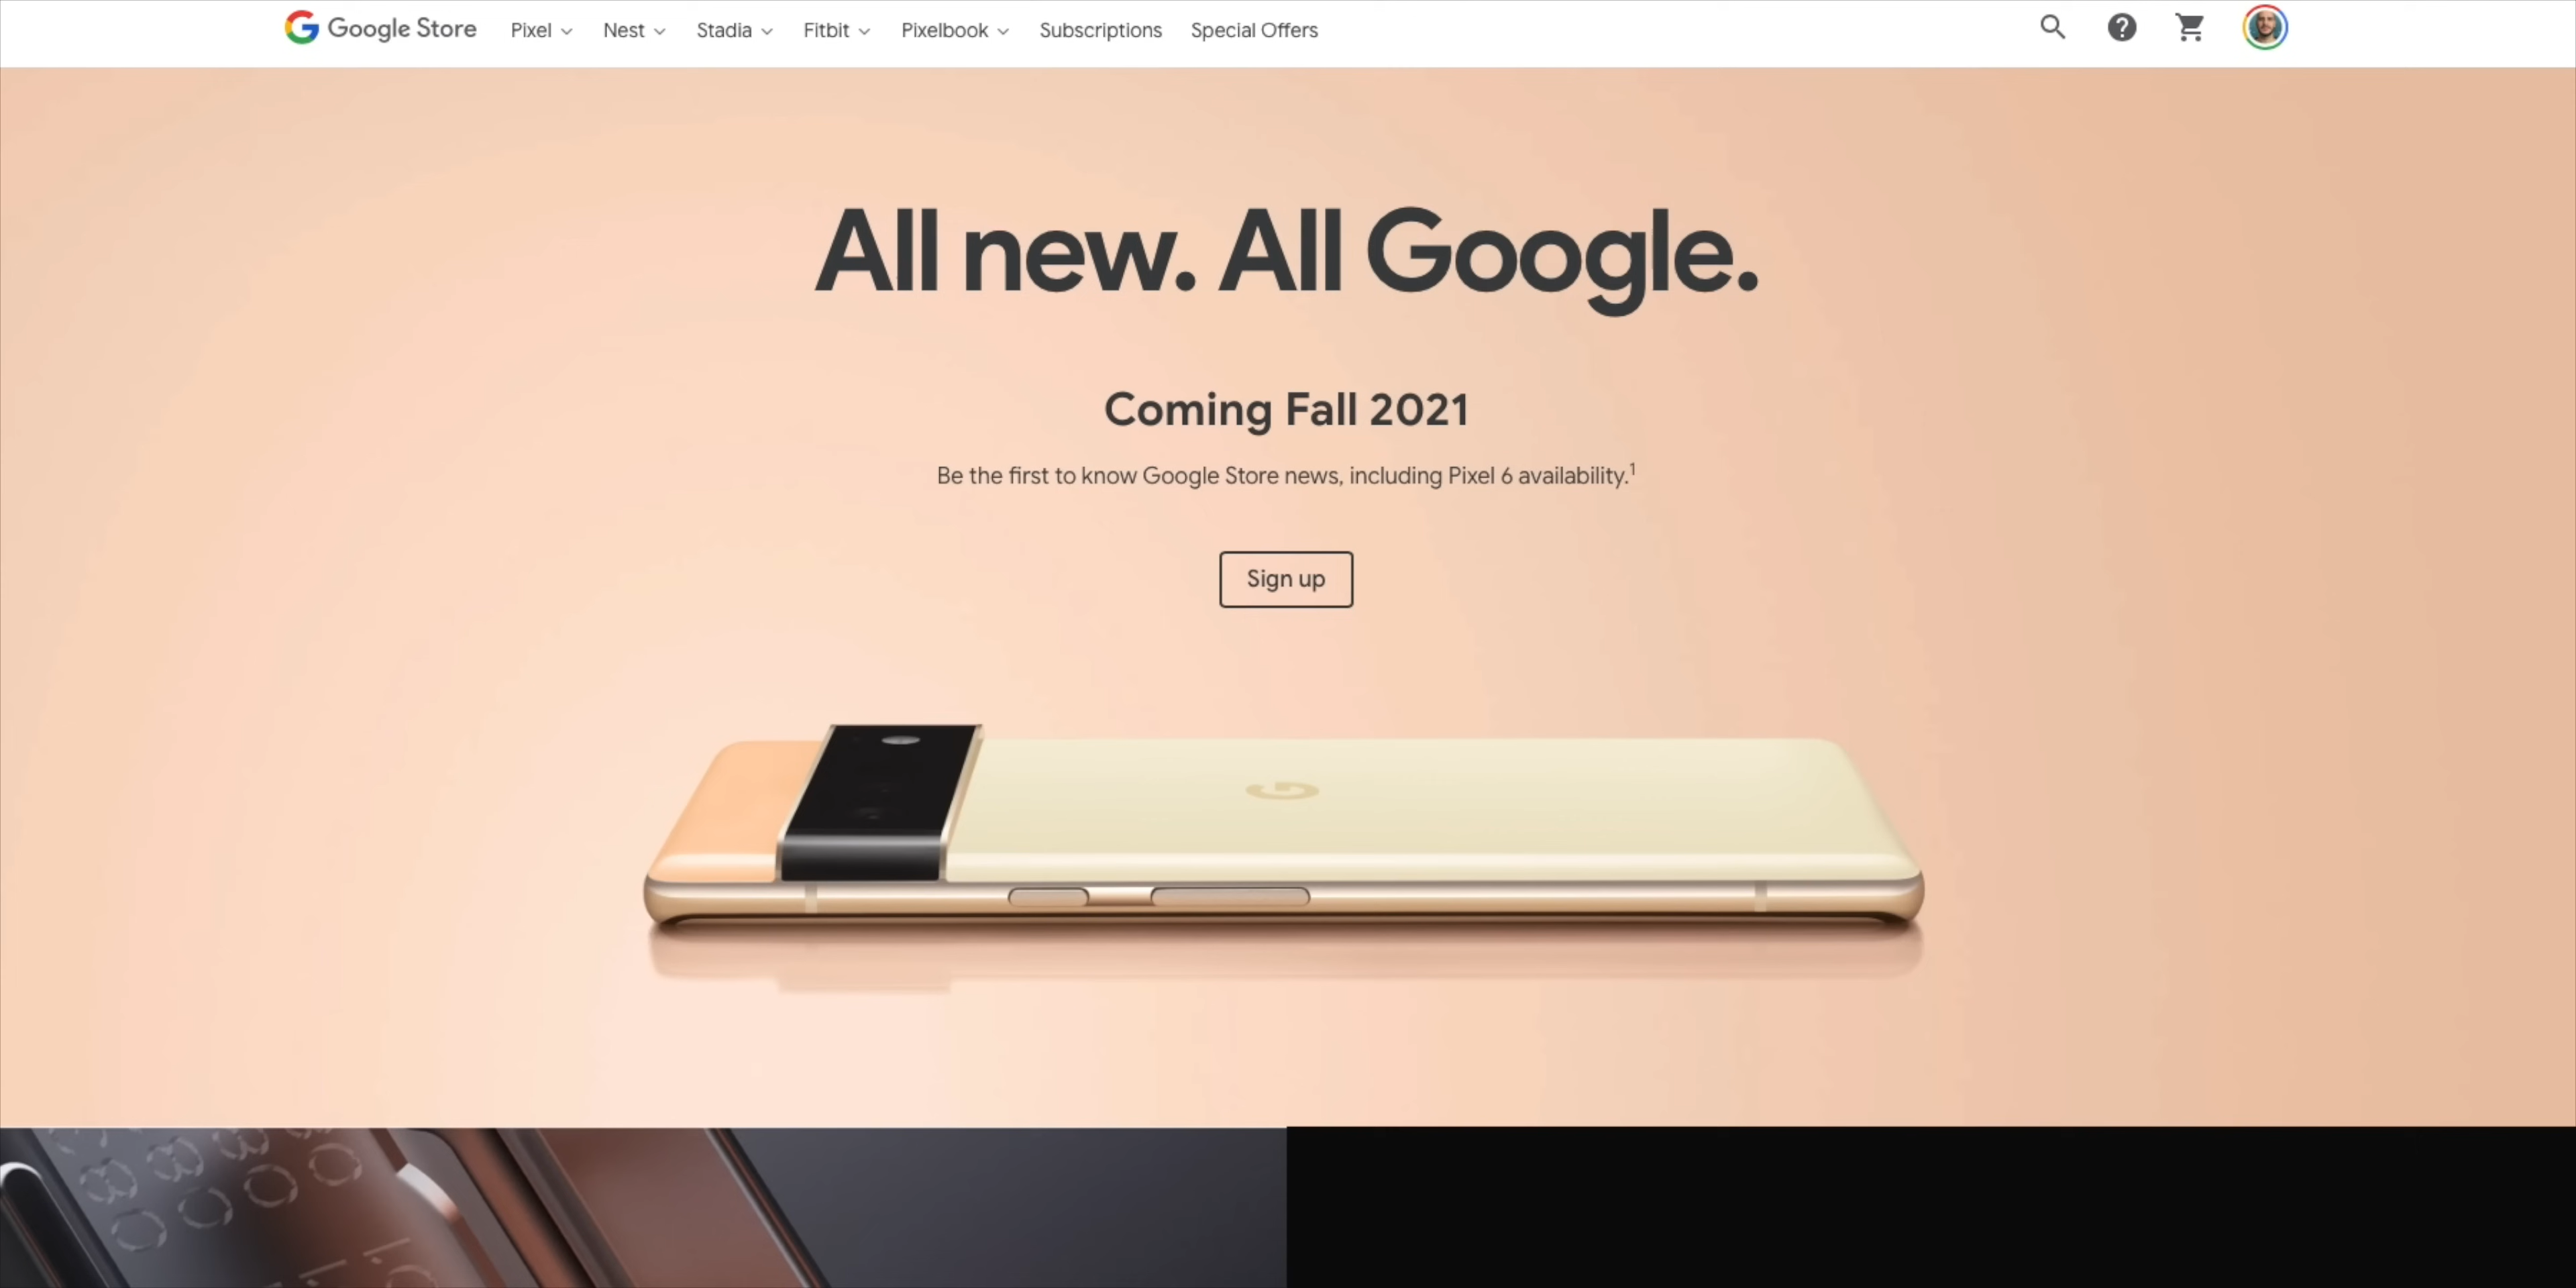 Google Store Pixel Nest Stadia Fitbit Pixelbook Subscriptions Special Offers
All new. All Google.
Coming Fall 2021
Be the first to know Google Store news, including Pixel 6 availability.¹
Sign up